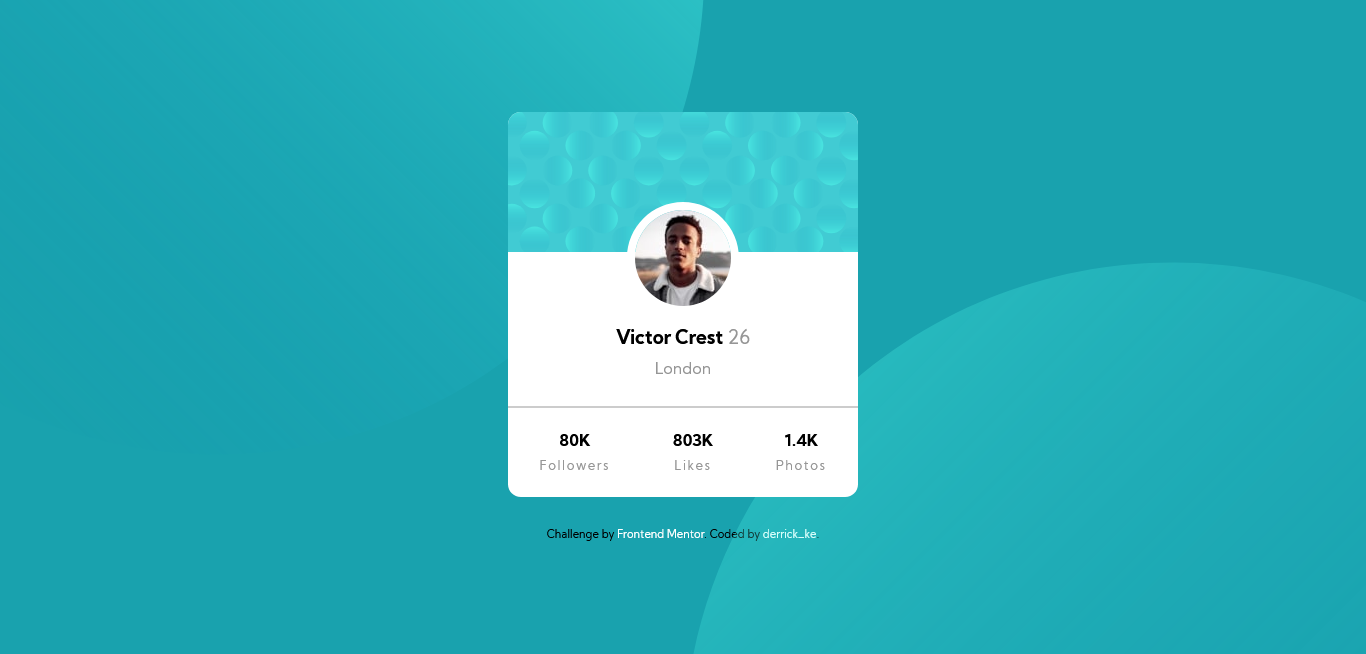 Victor Crest 26
London
80K 803K 1.4K
Followers Likes Photos
Challenge by Frontend Mentor. Coded by derrick_ke.